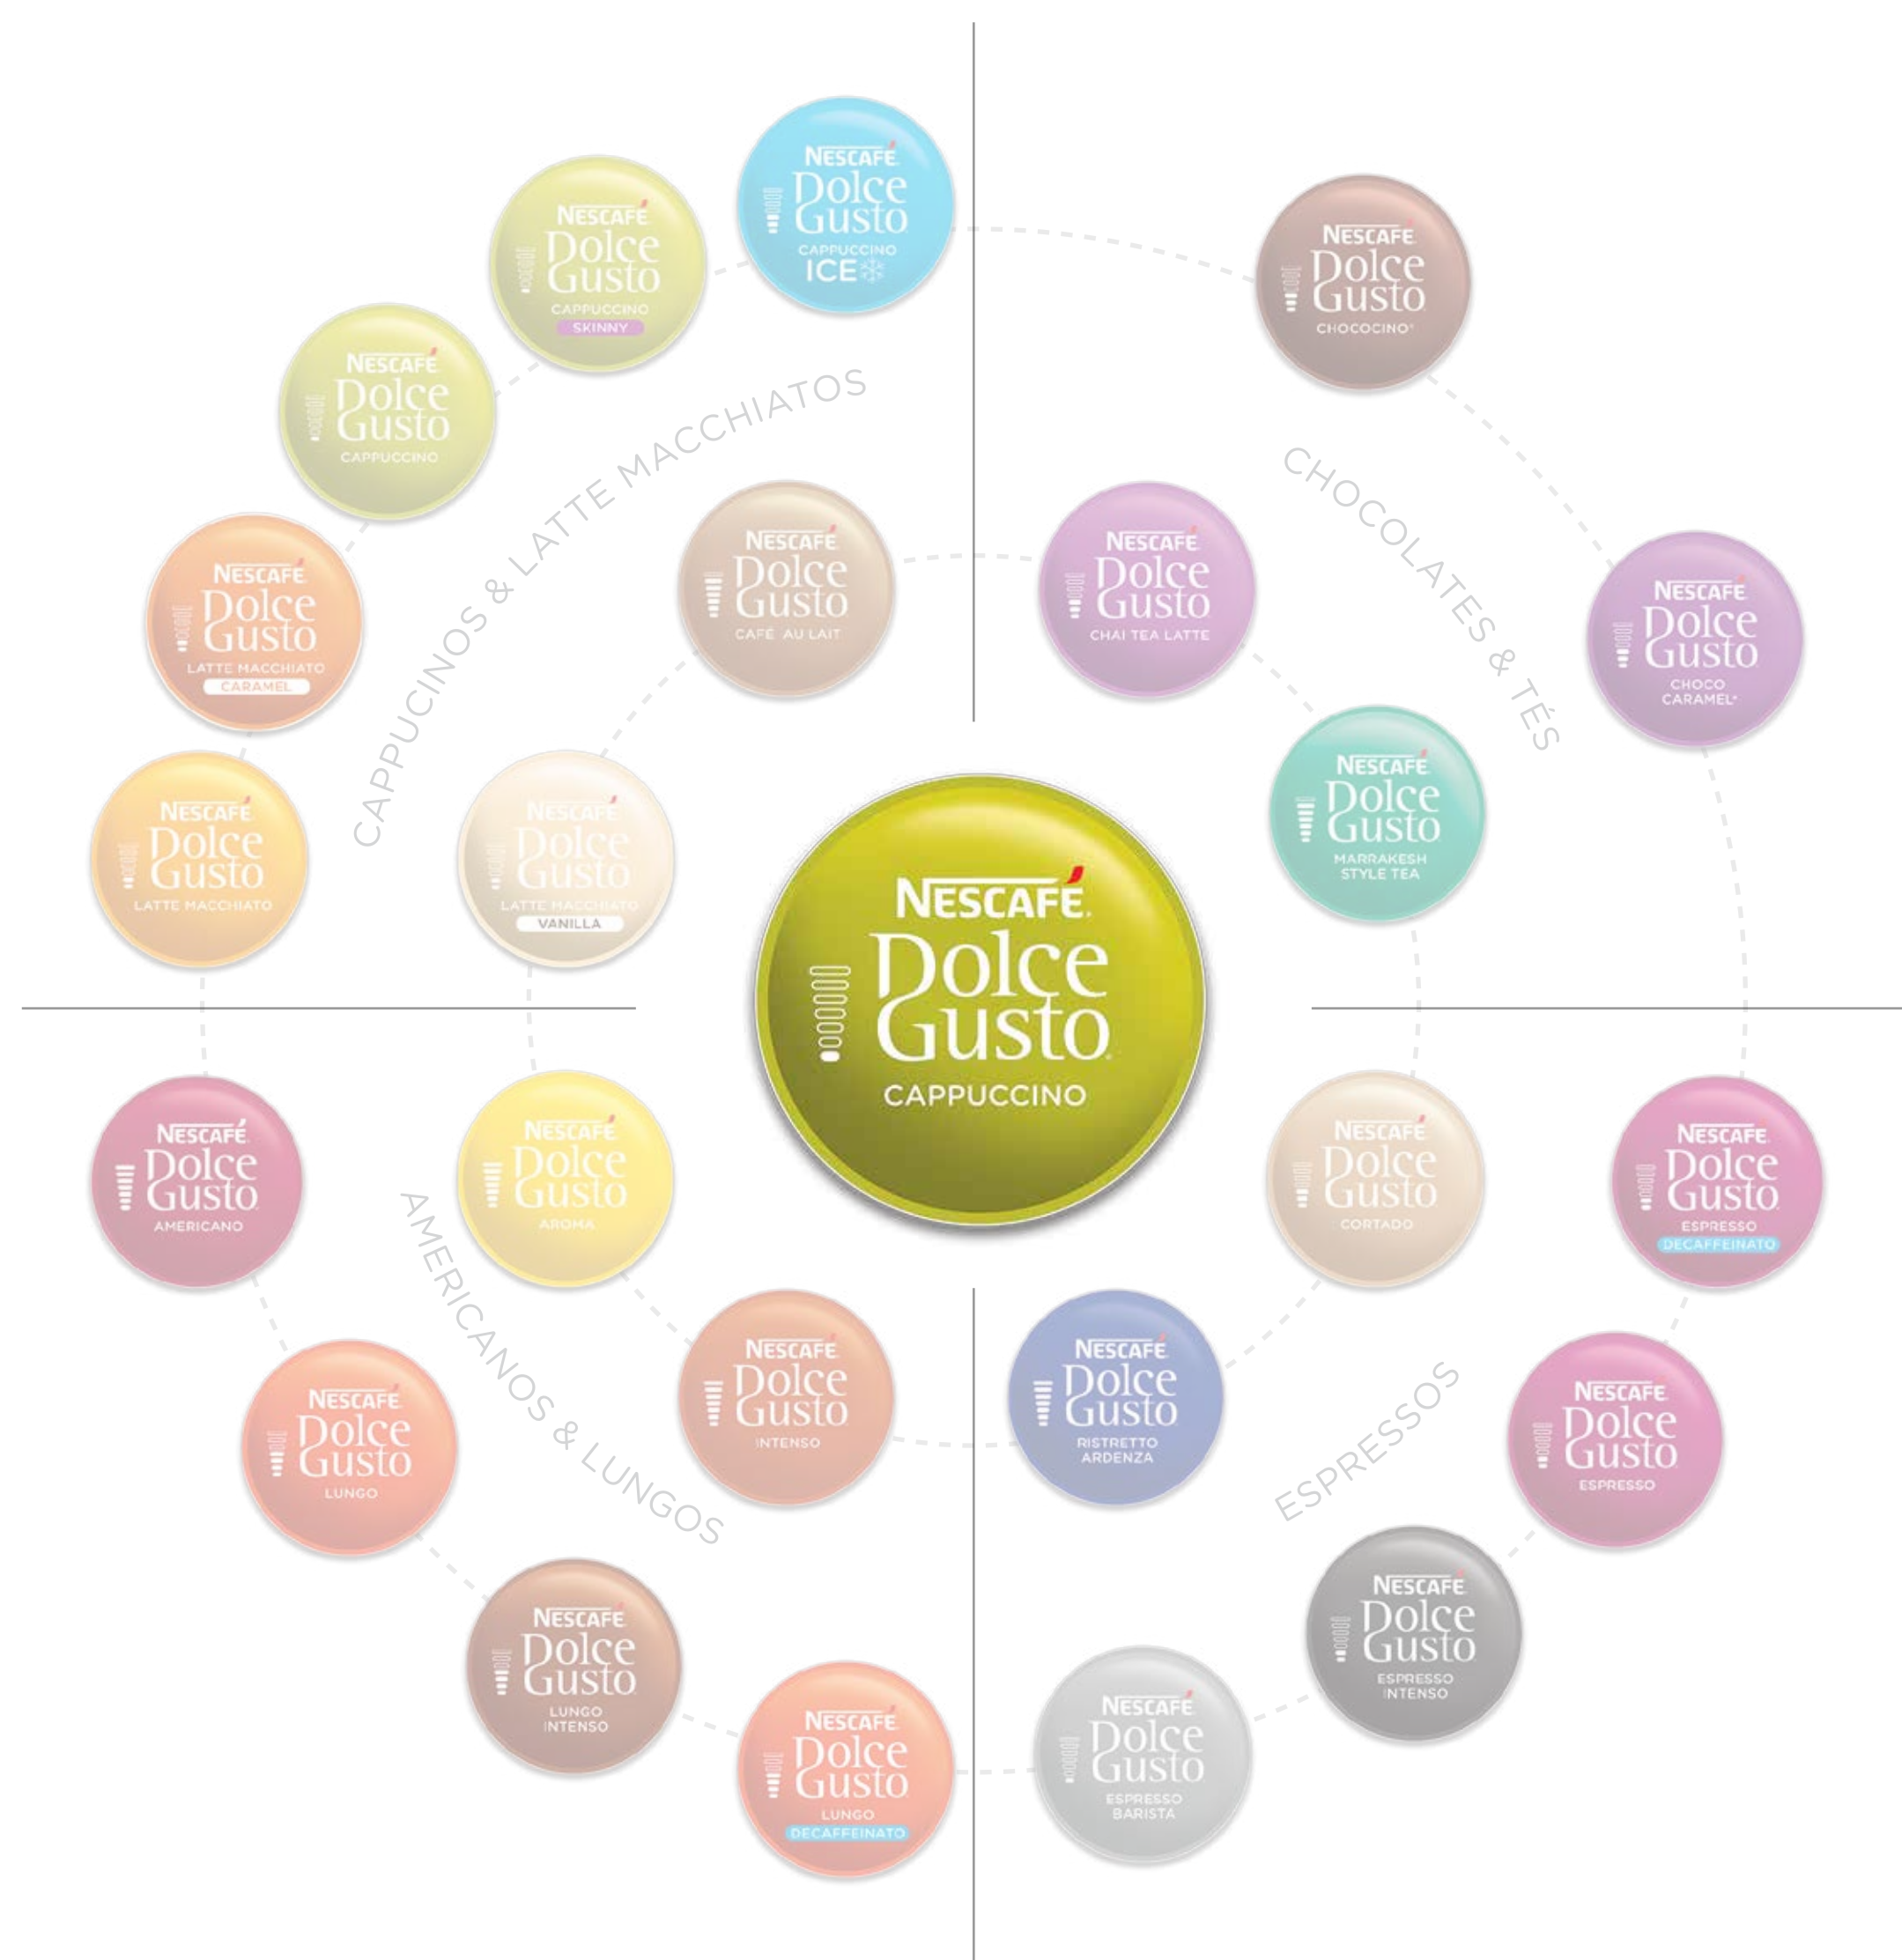 NESCAFÉ
Dolce
Gusto
CAPPUCCINO
ICE
NESCAFÉ
Dolce
Gusto
CAPPUCCINO
SKINNY
NESCAFÉ
Dolce
Gusto
CAPPUCCINO
NESCAFÉ
Dolce
Gusto
LATTE MACCHIATO
CARAMEL
NESCAFÉ
Dolce
Gusto
LATTE MACCHIATO
CAPPUCINOS & LATTE MACCHIATOS
NESCAFÉ
Dolce
Gusto
CAFÉ AU LAIT
NESCAFÉ
Dolce
Gusto
LATTE MACCHIATO
VANILLA
NESCAFÉ
Dolce
Gusto
CHOCOCINO*
NESCAFÉ
Dolce
Gusto
CHOCO
CARAMEL*
CHOCOLATES & TÉS
NESCAFÉ
Dolce
Gusto
CHAI TEA LATTE
NESCAFÉ
Dolce
Gusto
MARRAKESH
STYLE TEA
NESCAFÉ
Dolce
Gusto
CAPPUCCINO
NESCAFÉ
Dolce
Gusto
AMERICANO
NESCAFÉ
Dolce
Gusto
AROMA
NESCAFÉ
Dolce
Gusto
INTENSO
AMERICANOS & LUNGOS
NESCAFÉ
Dolce
Gusto
LUNGO
NESCAFÉ
Dolce
Gusto
LUNGO
INTENSO
NESCAFÉ
Dolce
Gusto
LUNGO
DECAFFEINATO
NESCAFÉ
Dolce
Gusto
CORTADO
NESCAFÉ
Dolce
Gusto
ESPRESSO
DECAFFEINATO
NESCAFÉ
Dolce
Gusto
RISTRETTO
ARDENZA
ESPRESSOS
NESCAFÉ
Dolce
Gusto
ESPRESSO
NESCAFÉ
Dolce
Gusto
ESPRESSO
INTENSO
NESCAFÉ
Dolce
Gusto
ESPRESSO
BARISTA